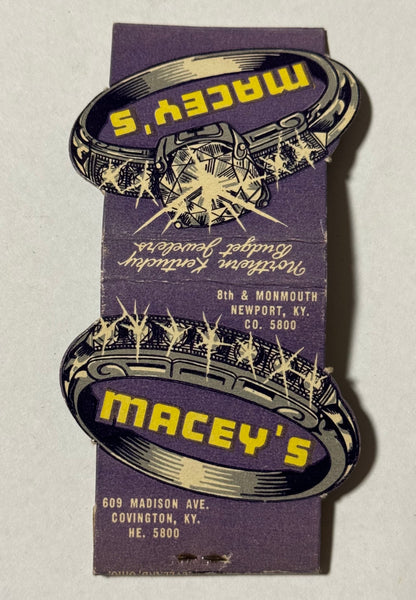 MACEY'S
Northern Kentucky
Budget Jewelers
8th & MONMOUTH
NEWPORT, KY.
CO. 5800
MACEY'S
609 MADISON AVE.
COVINGTON, KY.
HE. 5800